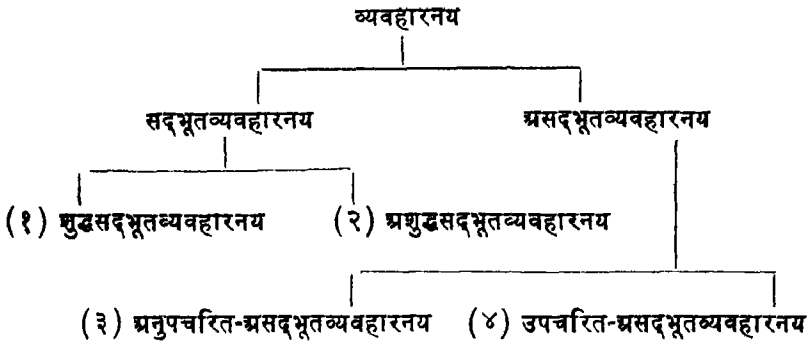 व्यवहारनय
सद्भूतव्यवहारनय असद्भूतव्यवहारनय
(१) शुद्धसद्भूतव्यवहारनय (२) अशुद्धसद्भूतव्यवहारनय
(३) अनुपचरित-असद्भूतव्यवहारनय (४) उपचरित-असद्भूतव्यवहारनय